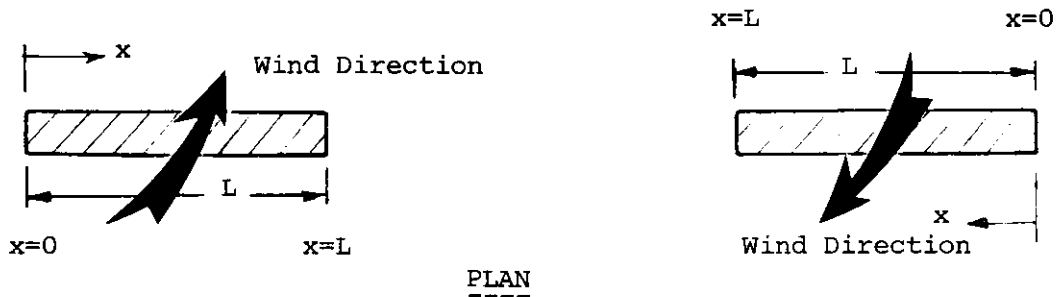 x
Wind Direction
L
x=0
x=L
x=L
x=0
L
x
Wind Direction
PLAN